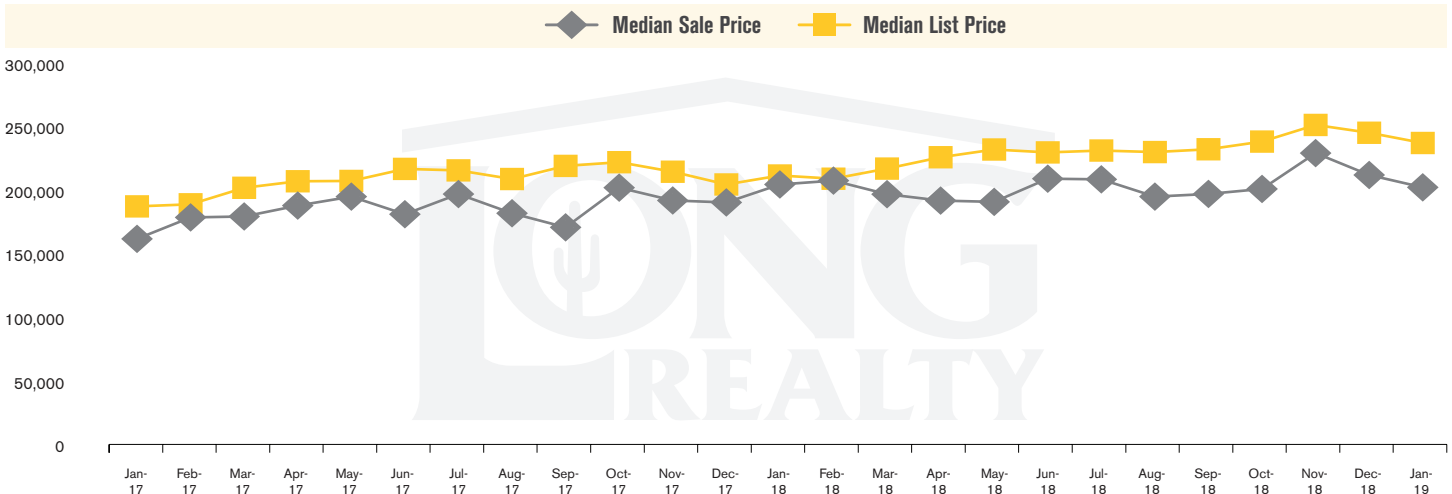 Median Sale Price Median List Price
300,000
250,000
200,000
150,000
100,000
50,000
0
LONG
REALTY
Jan-17 Feb-17 Mar-17 Apr-17 May-17 Jun-17 Jul-17 Aug-17 Sep-17 Oct-17 Nov-17 Dec-17 Jan-18 Feb-18 Mar-18 Apr-18 May-18 Jun-18 Jul-18 Aug-18 Sep-18 Oct-18 Nov-18 Dec-18 Jan-19